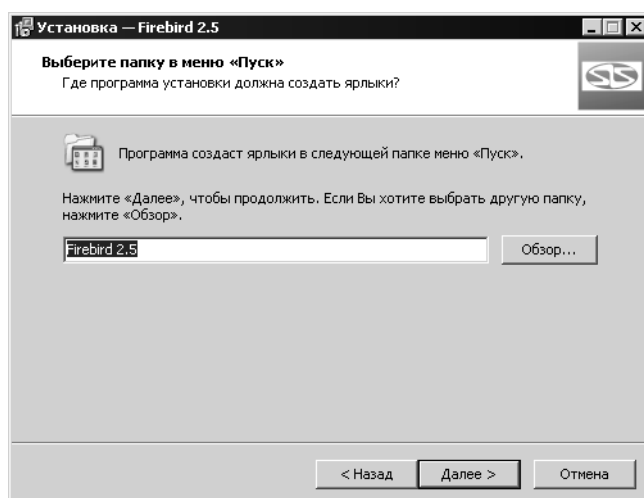 Установка — Firebird 2.5
Выберите папку в меню «Пуск»
Где программа установки должна создать ярлыки?
Программа создаст ярлыки в следующей папке меню «Пуск».
Нажмите «Далее», чтобы продолжить. Если Вы хотите выбрать другую папку,
нажмите «Обзор».
Firebird 2.5
Обзор...
< Назад
Далее >
Отмена